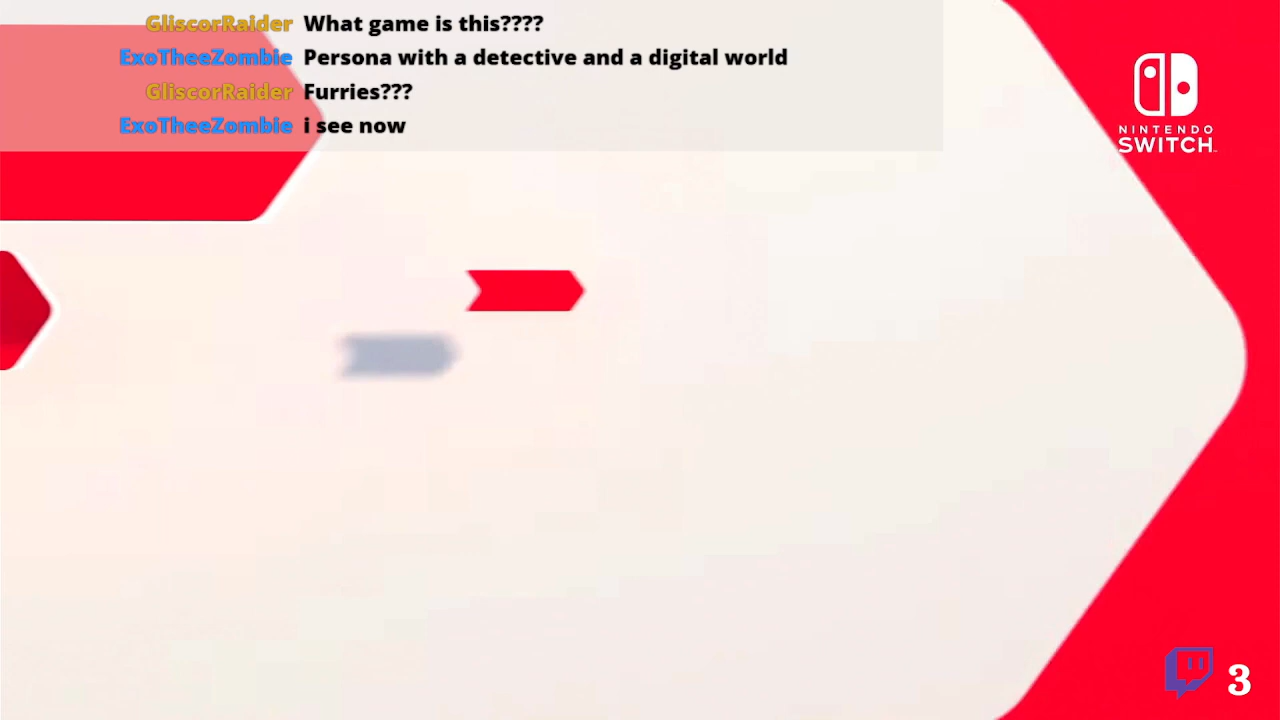 GliscorRaider What game is this????
ExoTheeZombie Persona with a detective and a digital world
GliscorRaider Furries???
ExoTheeZombie i see now
NINTENDO
SWITCH
3